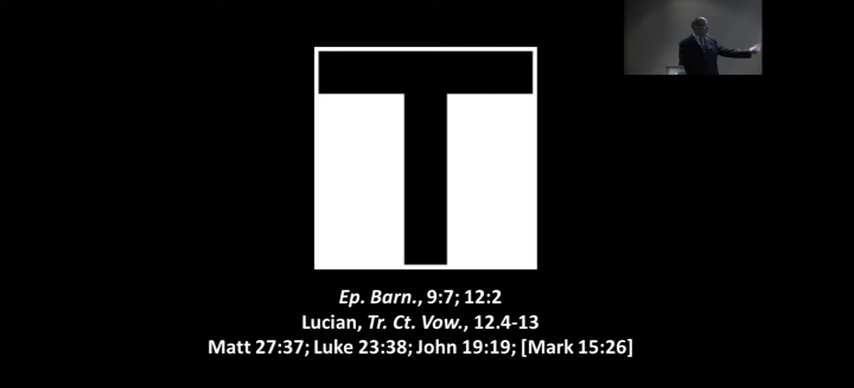 T
Ep. Barn., 9:7; 12:2
Lucian, Tr. Ct. Vow., 12.4-13
Matt 27:37; Luke 23:38; John 19:19; [Mark 15:26]